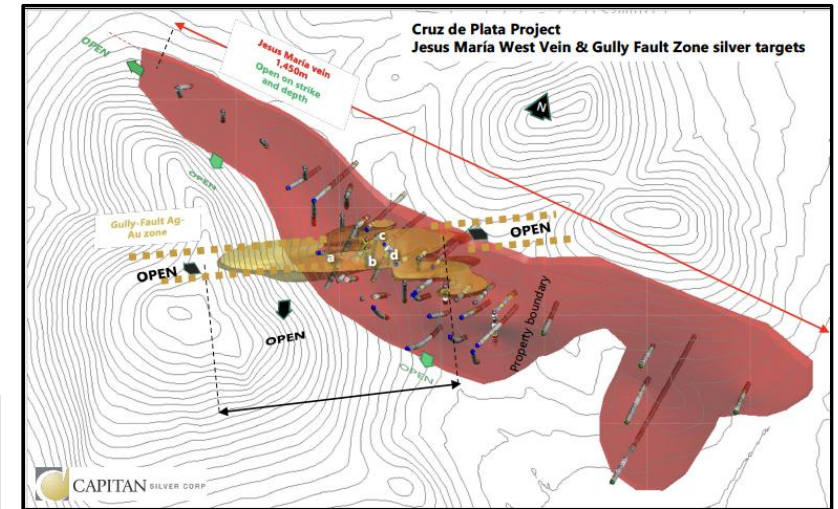 Cruz de Plata Project
Jesus María West Vein & Gully Fault Zone silver targets
OPEN
Jesus María vein
1,450m
Open on strike
and depth
N
OPEN
Gully-Fault Ag-
Au zone
OPEN
OPEN
a
b
c
d
OPEN
OPEN
Property boundary
CAPITAN SILVER CORP